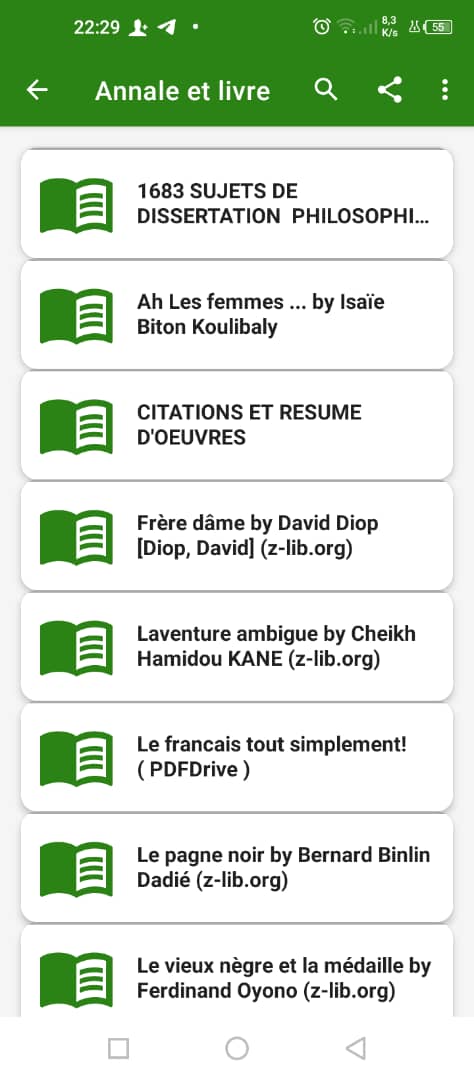 22:29
8,3
K/s
55
Annale et livre
1683 SUJETS DE
DISSERTATION PHILOSOPHI...
Ah Les femmes ... by Isaïe
Biton Koulibaly
CITATIONS ET RESUME
D'OEUVRES
Frère dâme by David Diop
[Diop, David] (z-lib.org)
Laventure ambigue by Cheikh
Hamidou KANE (z-lib.org)
Le francais tout simplement!
( PDFDrive )
Le pagne noir by Bernard Binlin
Dadié (z-lib.org)
Le vieux nègre et la médaille by
Ferdinand Oyono (z-lib.org)